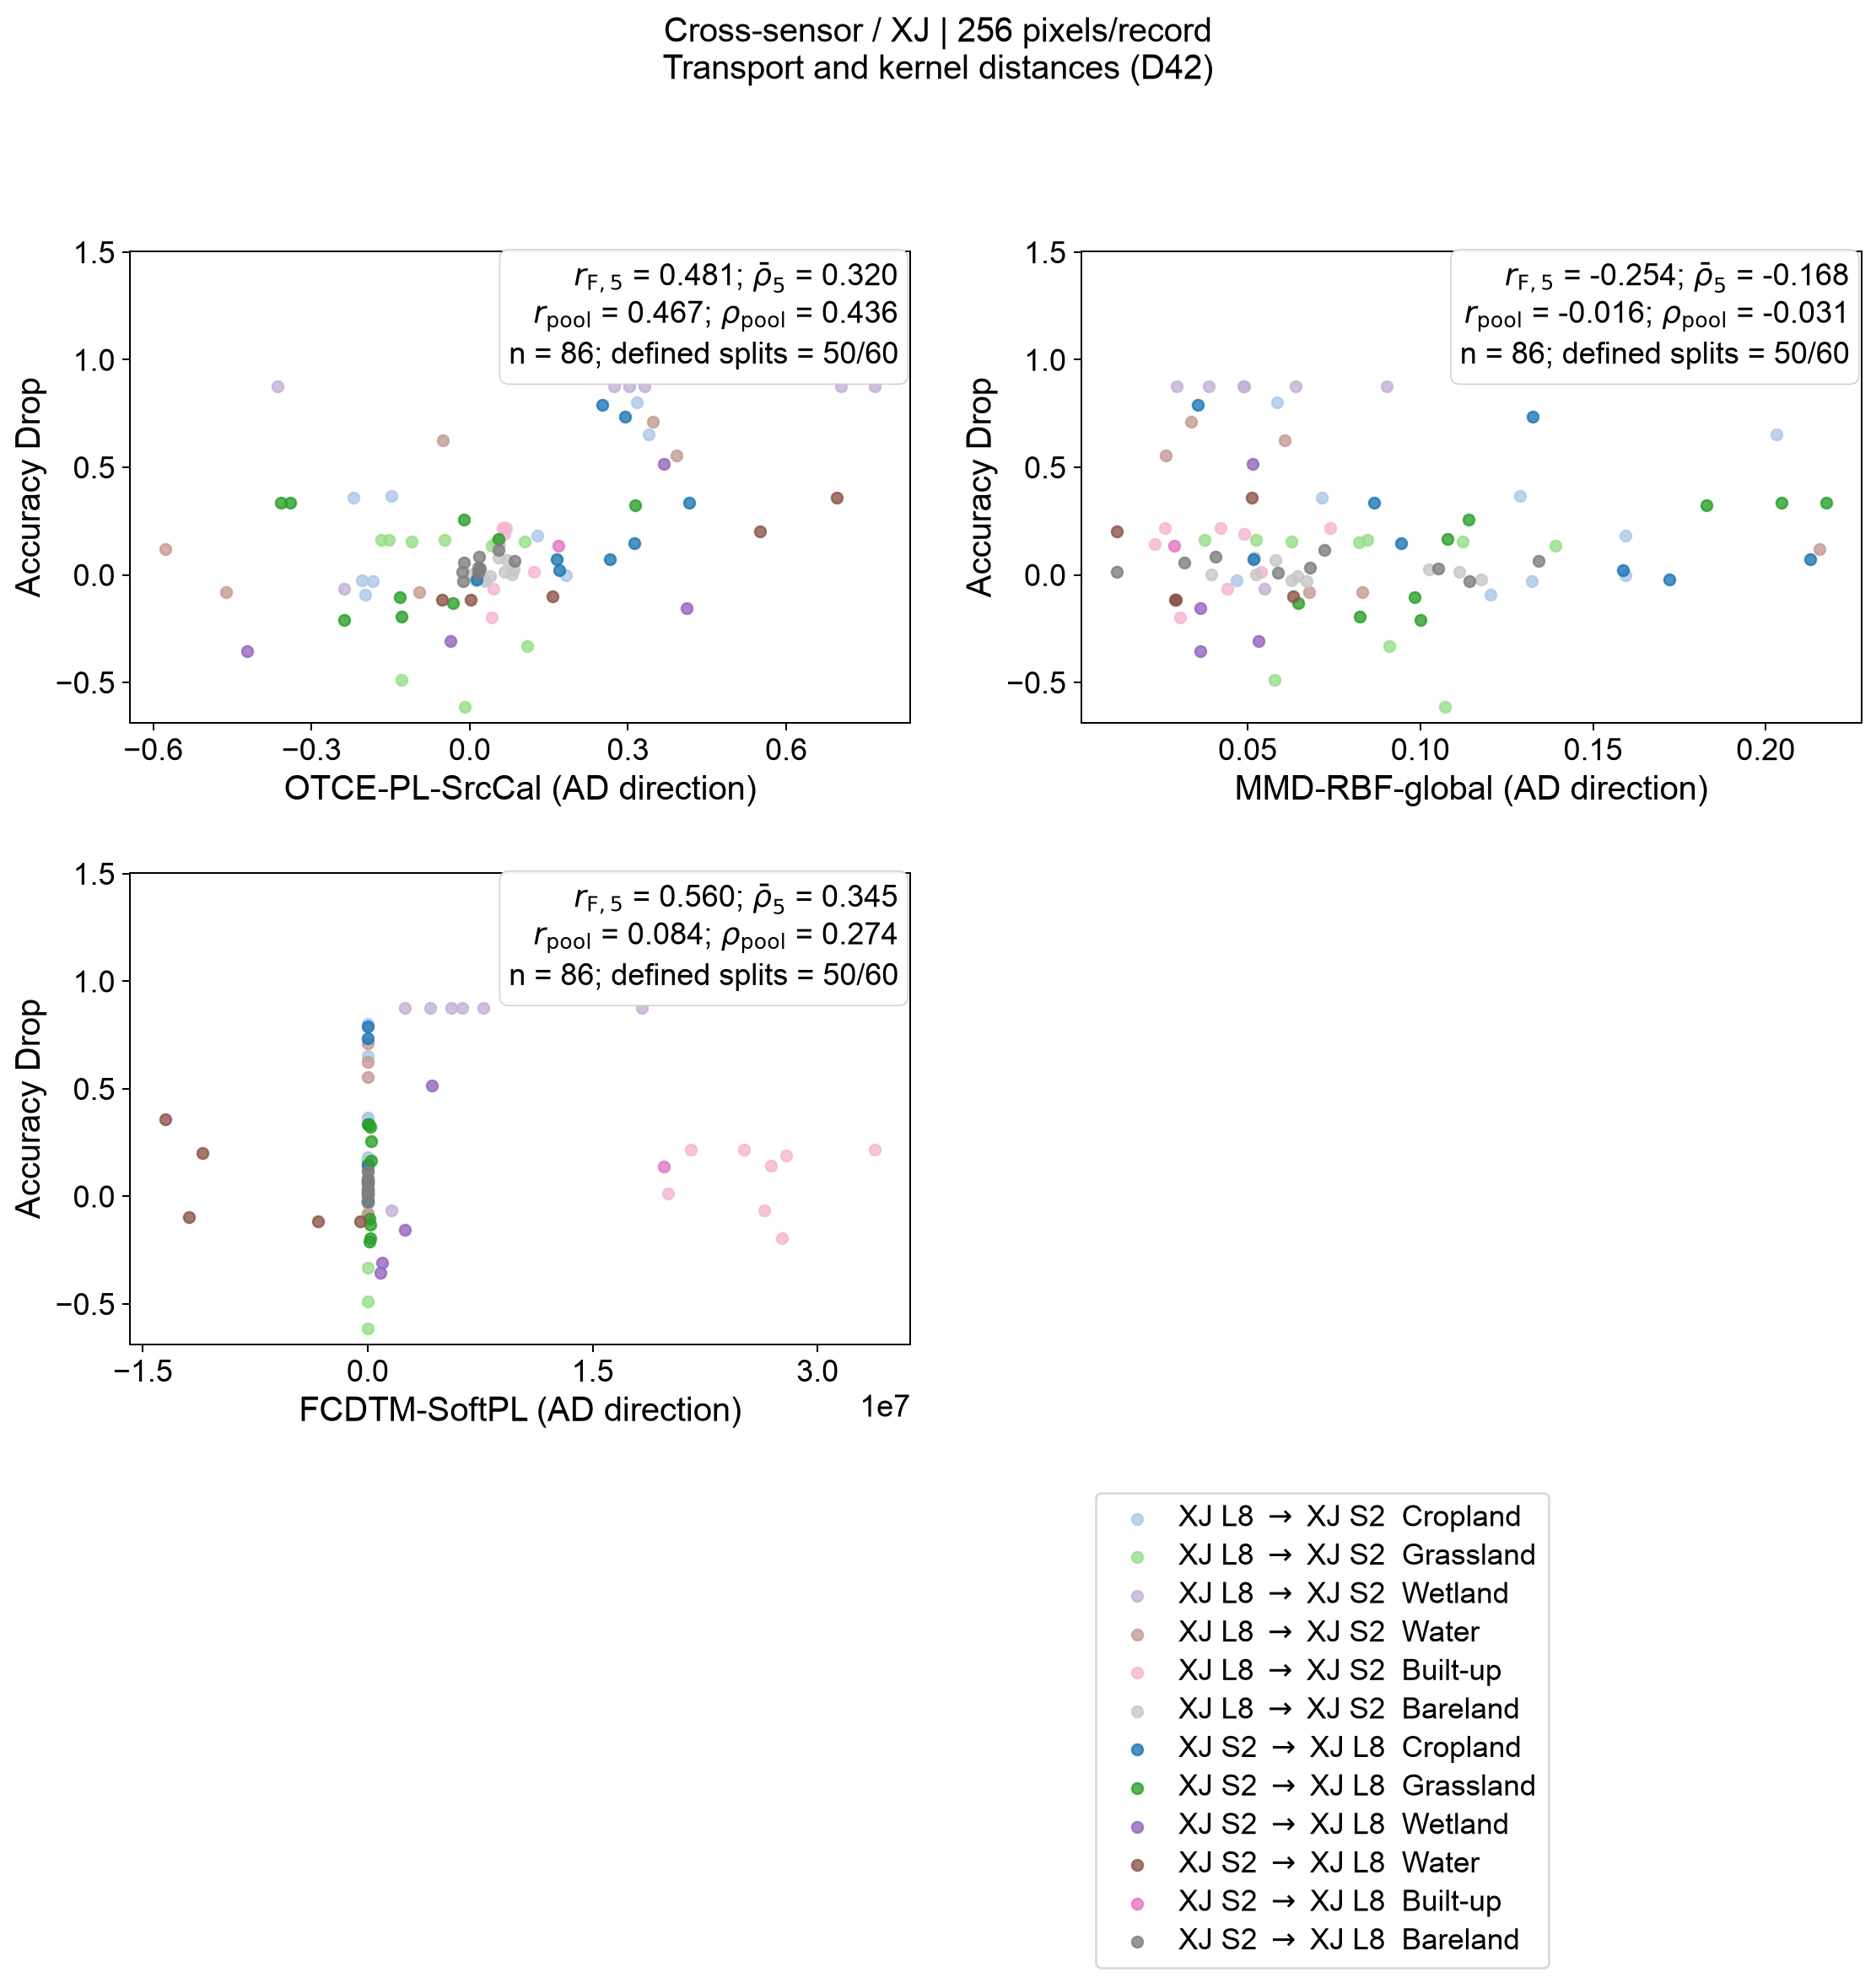 Cross-sensor / XJ | 256 pixels/record
Transport and kernel distances (D42)
1.5
1.0
0.5
0.0
−0.5
Accuracy Drop
r_F,5 = 0.481; ρ̄_5 = 0.320
r_pool = 0.467; ρ_pool = 0.436
n = 86; defined splits = 50/60
−0.6
−0.3
0.0
0.3
0.6
OTCE-PL-SrcCal (AD direction)
1.5
1.0
0.5
0.0
−0.5
Accuracy Drop
r_F,5 = -0.254; ρ̄_5 = -0.168
r_pool = -0.016; ρ_pool = -0.031
n = 86; defined splits = 50/60
0.05
0.10
0.15
0.20
MMD-RBF-global (AD direction)
1.5
1.0
0.5
0.0
−0.5
Accuracy Drop
r_F,5 = 0.560; ρ̄_5 = 0.345
r_pool = 0.084; ρ_pool = 0.274
n = 86; defined splits = 50/60
−1.5
0.0
1.5
3.0
1e7
FCDTM-SoftPL (AD direction)
XJ L8 → XJ S2 Cropland
XJ L8 → XJ S2 Grassland
XJ L8 → XJ S2 Wetland
XJ L8 → XJ S2 Water
XJ L8 → XJ S2 Built-up
XJ L8 → XJ S2 Bareland
XJ S2 → XJ L8 Cropland
XJ S2 → XJ L8 Grassland
XJ S2 → XJ L8 Wetland
XJ S2 → XJ L8 Water
XJ S2 → XJ L8 Built-up
XJ S2 → XJ L8 Bareland